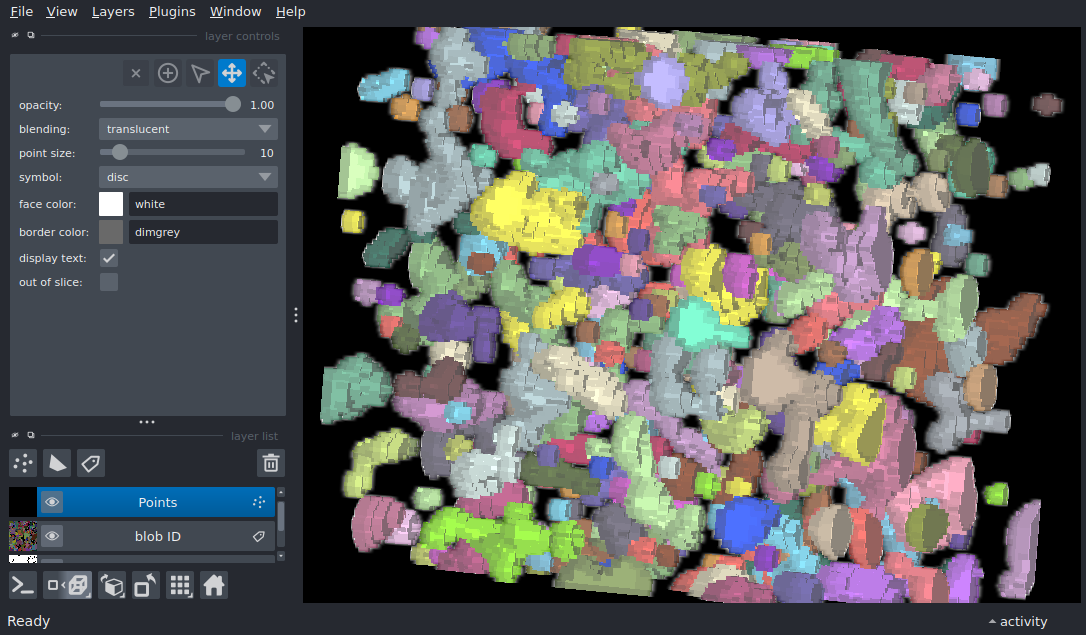 File View Layers Plugins Window Help
layer controls
opacity: 1.00
blending: translucent
point size: 10
symbol: disc
face color: white
border color: dimgrey
display text:
out of slice:
layer list
Points
blob ID
Ready
activity